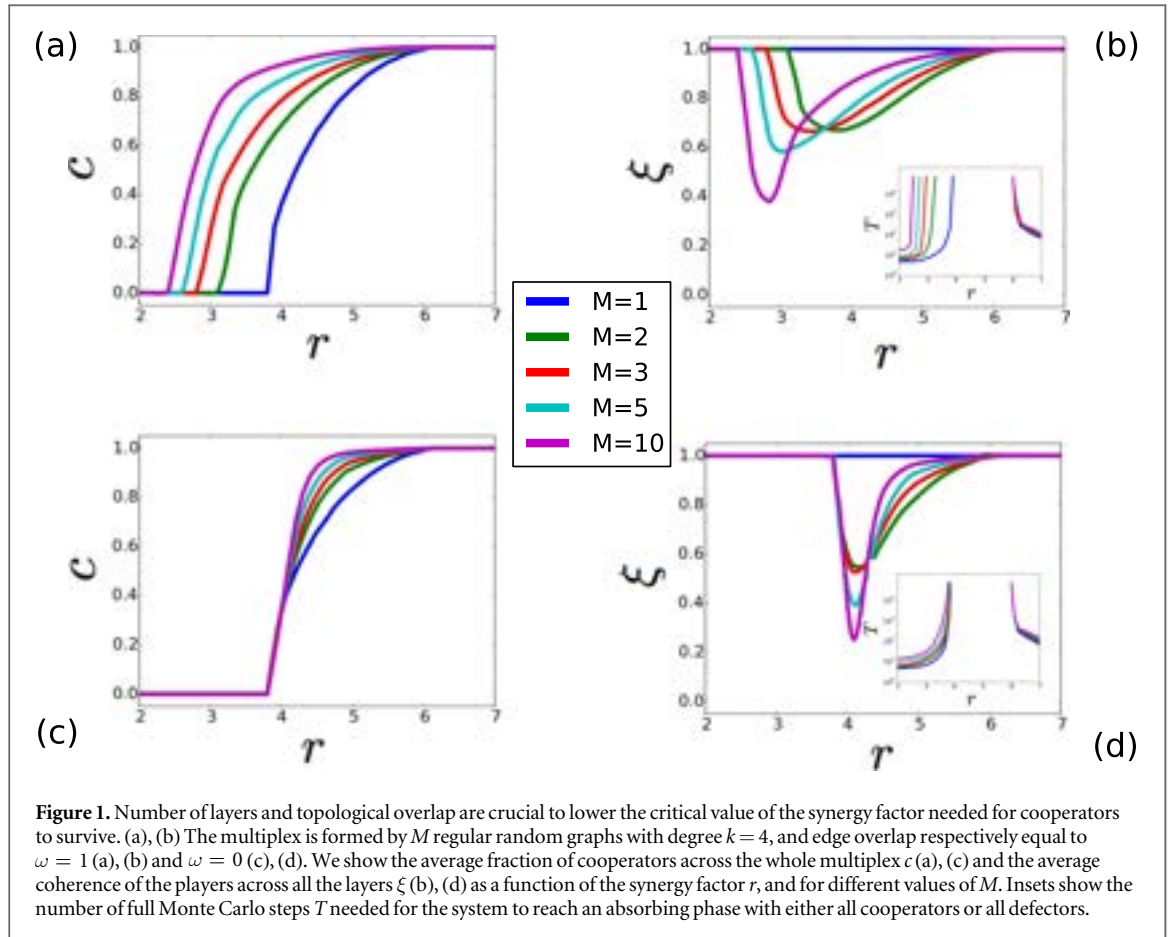 (a)
1.0
0.8
0.6
0.4
0.2
0.0
c
2 3 4 5 6 7
r
(b)
1.0
0.8
0.6
0.4
0.2
0.0
ξ
T
r
2 3 4 5 6 7
r
M=1
M=2
M=3
M=5
M=10
(c)
1.0
0.8
0.6
0.4
0.2
0.0
c
2 3 4 5 6 7
r
(d)
1.0
0.8
0.6
0.4
0.2
0.0
ξ
T
r
2 3 4 5 6 7
r
Figure 1. Number of layers and topological overlap are crucial to lower the critical value of the synergy factor needed for cooperators
to survive. (a), (b) The multiplex is formed by M regular random graphs with degree k = 4, and edge overlap respectively equal to
ω = 1 (a), (b) and ω = 0 (c), (d). We show the average fraction of cooperators across the whole multiplex c (a), (c) and the average
coherence of the players across all the layers ξ (b), (d) as a function of the synergy factor r, and for different values of M. Insets show the
number of full Monte Carlo steps T needed for the system to reach an absorbing phase with either all cooperators or all defectors.